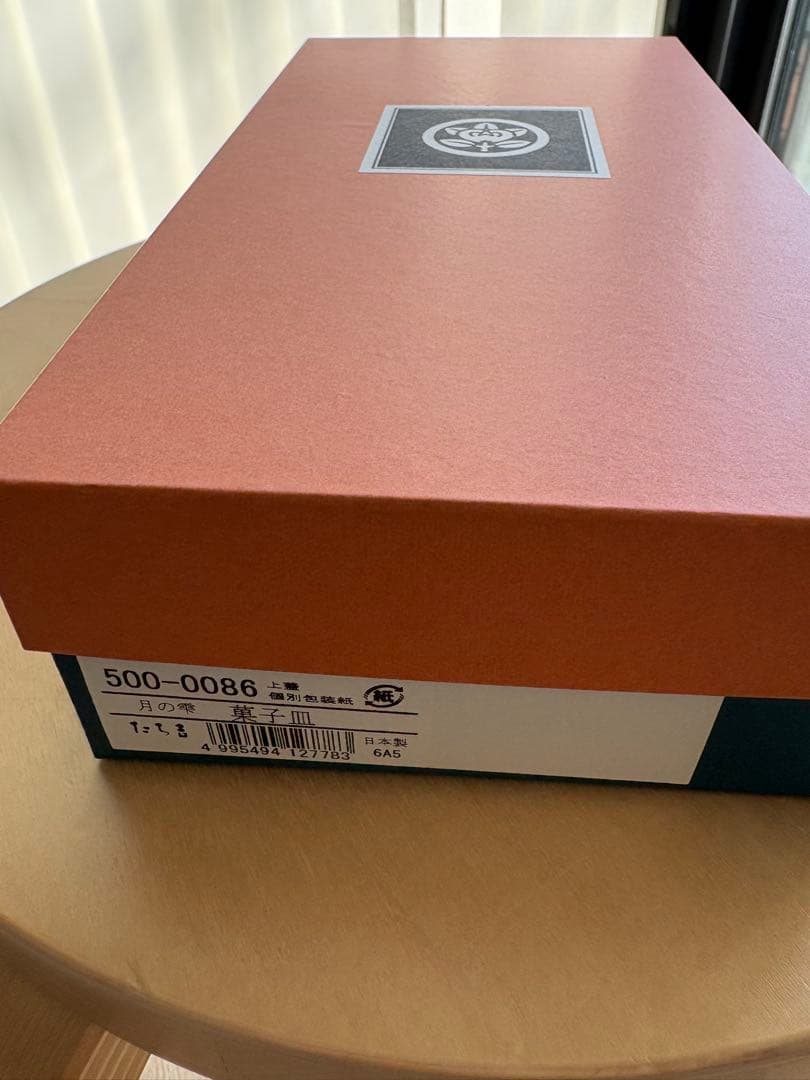 500-0086
上蓋
個別包装紙
紙
月の雫 菓子皿
たち吉
4 995494 127783
日本製
6A5